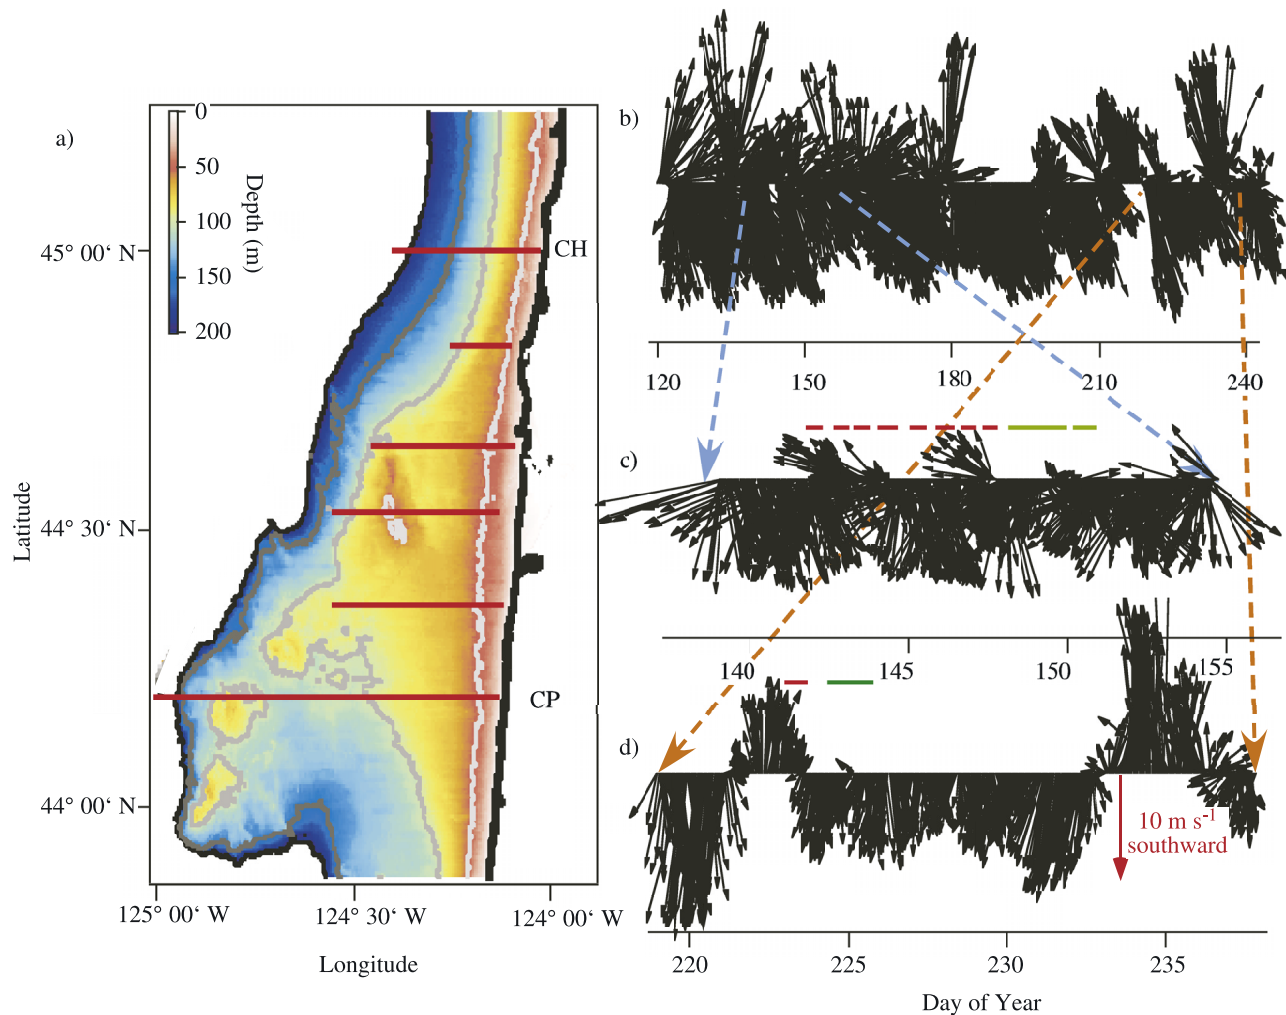 a)
0
50
100
150
200
Depth (m)
45° 00‘ N
44° 30‘ N
44° 00‘ N
Latitude
CH
CP
125° 00‘ W
124° 30‘ W
124° 00‘ W
Longitude
b)
120
150
180
210
240
c)
140
145
150
155
d)
10 m s-1
southward
220
225
230
235
Day of Year